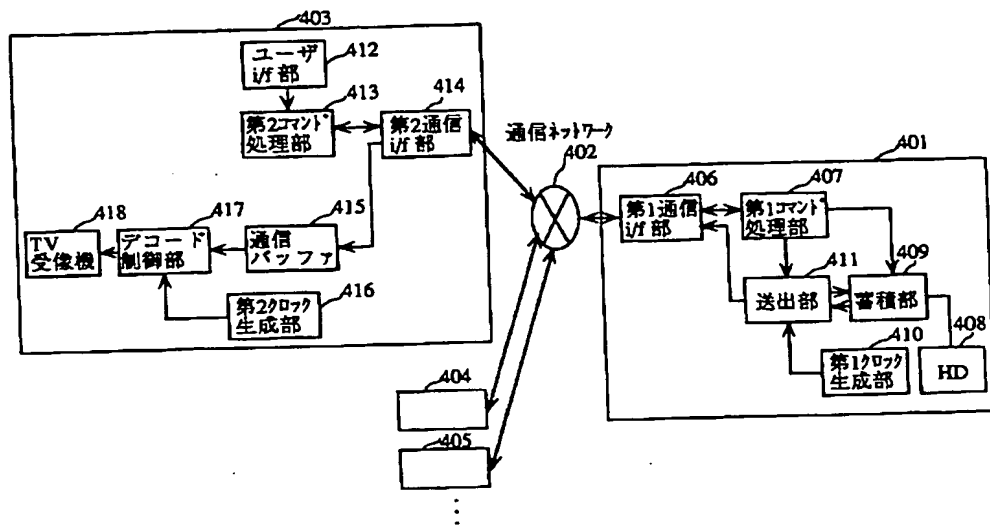 403
ユーザ
i/f部
412
413
414
第2コマンド
処理部
第2通信
i/f部
通信ネットワーク
402
401
406
407
第1通信
i/f部
第1コマンド
処理部
418
417
415
TV
受像機
デコード
制御部
通信
バッファ
411
409
送出部
蓄積部
416
第2クロック
生成部
410
408
第1クロック
生成部
HD
404
405